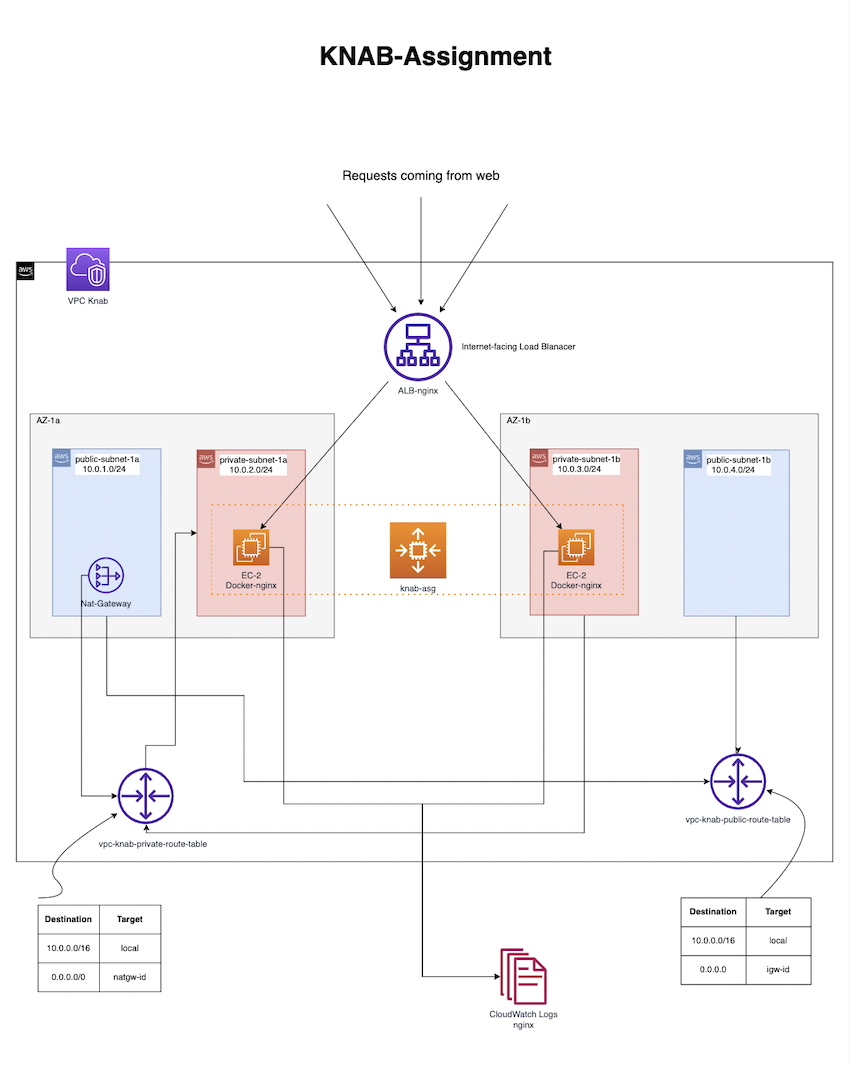 KNAB-Assignment
Requests coming from web
aws
VPC Knab
Internet-facing Load Blanacer
ALB-nginx
AZ-1a
AZ-1b
aws
public-subnet-1a
10.0.1.0/24
aws
private-subnet-1a
10.0.2.0/24
aws
private-subnet-1b
10.0.3.0/24
aws
public-subnet-1b
10.0.4.0/24
EC-2
Docker-nginx
knab-asg
EC-2
Docker-nginx
Nat-Gateway
vpc-knab-private-route-table
vpc-knab-public-route-table
Destination Target
10.0.0.0/16 local
0.0.0.0/0 natgw-id
Destination Target
10.0.0.0/16 local
0.0.0.0 igw-id
CloudWatch Logs
nginx